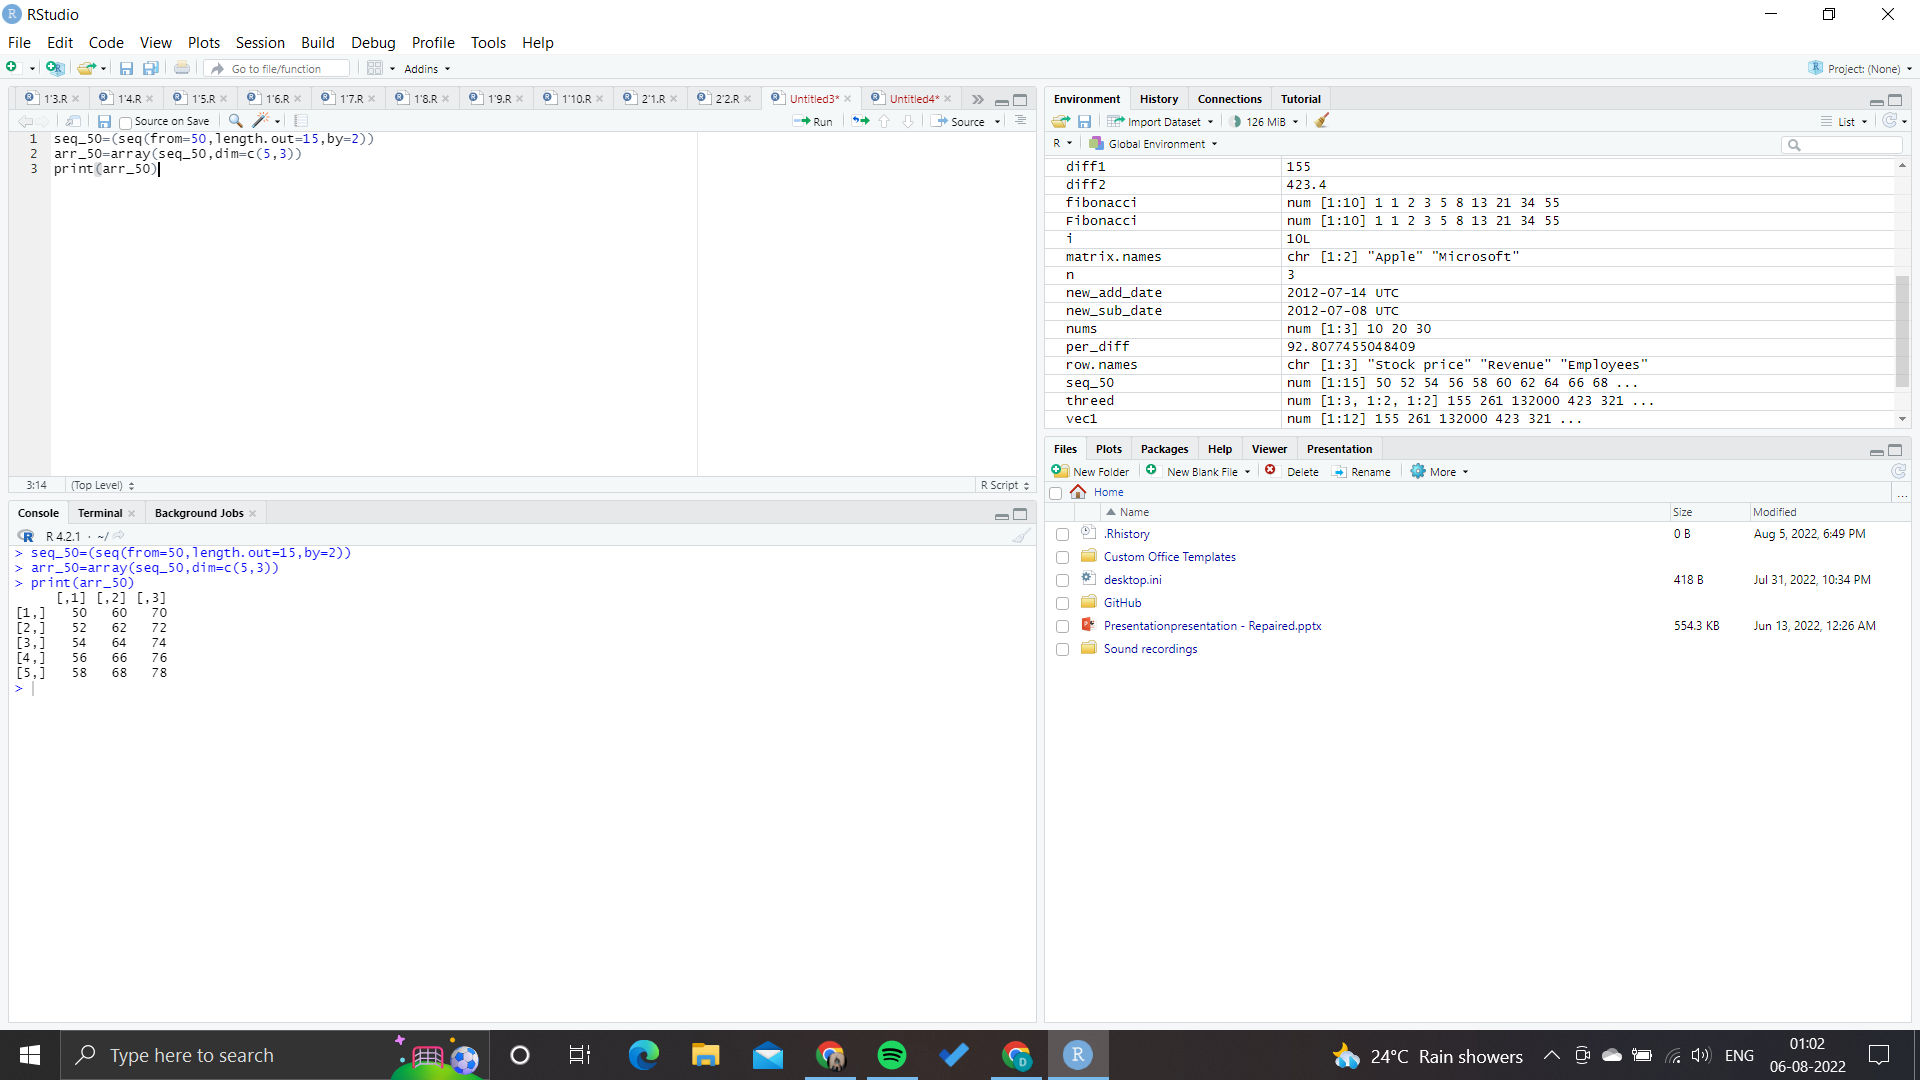 RStudio
File Edit Code View Plots Session Build Debug Profile Tools Help
Go to file/function Addins Project: (None)
1'3.R 1'4.R 1'5.R 1'6.R 1'7.R 1'8.R 1'9.R 1'10.R 2'1.R 2'2.R Untitled3* Untitled4*
Source on Save Run Source
1 seq_50=(seq(from=50,length.out=15,by=2))
2 arr_50=array(seq_50,dim=c(5,3))
3 print(arr_50)
3:14 (Top Level) R Script
Console Terminal Background Jobs
R 4.2.1 · ~/
> seq_50=(seq(from=50,length.out=15,by=2))
> arr_50=array(seq_50,dim=c(5,3))
> print(arr_50)
[,1] [,2] [,3]
[1,] 50 60 70
[2,] 52 62 72
[3,] 54 64 74
[4,] 56 66 76
[5,] 58 68 78
>
Environment History Connections Tutorial
Import Dataset 126 MiB List
R Global Environment
diff1 155
diff2 423.4
fibonacci num [1:10] 1 1 2 3 5 8 13 21 34 55
Fibonacci num [1:10] 1 1 2 3 5 8 13 21 34 55
i 10L
matrix.names chr [1:2] "Apple" "Microsoft"
n 3
new_add_date 2012-07-14 UTC
new_sub_date 2012-07-08 UTC
nums num [1:3] 10 20 30
per_diff 92.8077455048409
row.names chr [1:3] "Stock price" "Revenue" "Employees"
seq_50 num [1:15] 50 52 54 56 58 60 62 64 66 68 ...
threed num [1:3, 1:2, 1:2] 155 261 132000 423 321 ...
vec1 num [1:12] 155 261 132000 423 321 ...
Files Plots Packages Help Viewer Presentation
New Folder New Blank File Delete Rename More
Home ...
Name Size Modified
.Rhistory 0 B Aug 5, 2022, 6:49 PM
Custom Office Templates
desktop.ini 418 B Jul 31, 2022, 10:34 PM
GitHub
Presentationpresentation - Repaired.pptx 554.3 KB Jun 13, 2022, 12:26 AM
Sound recordings
Type here to search
24°C Rain showers ENG
01:02
06-08-2022